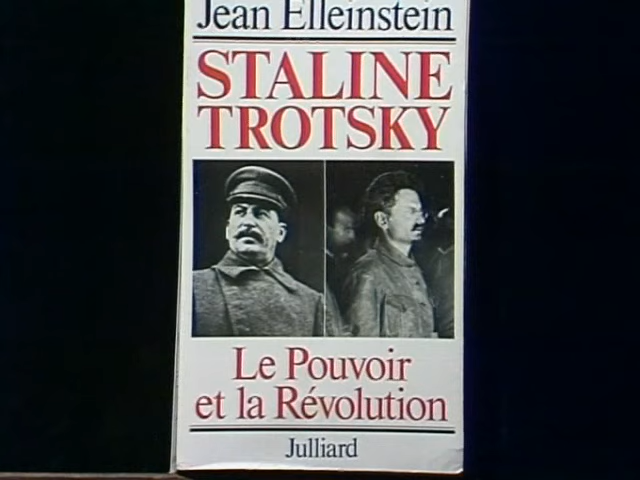 Jean Elleinstein
STALINE
TROTSKY
Le Pouvoir
et la Révolution
Julliard